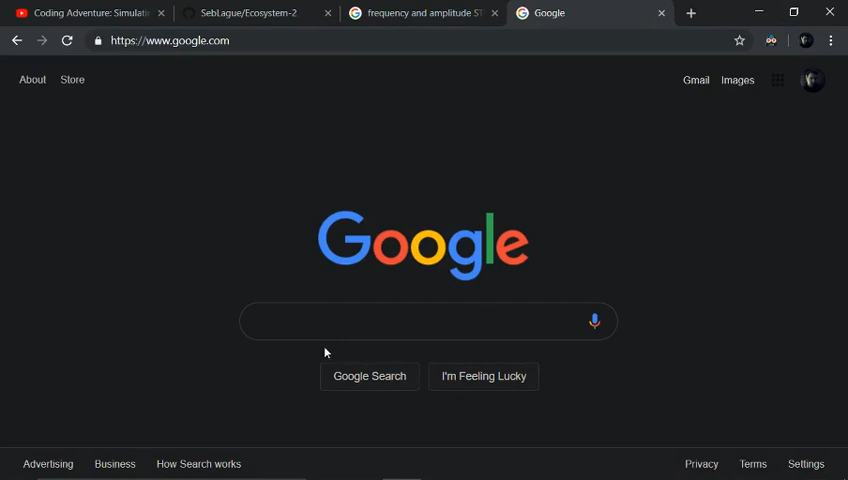 Coding Adventure: Simulatin
SebLague/Ecosystem-2
frequency and amplitude ST
Google
https://www.google.com
About Store Gmail Images
Google
Google Search I'm Feeling Lucky
Advertising Business How Search works Privacy Terms Settings